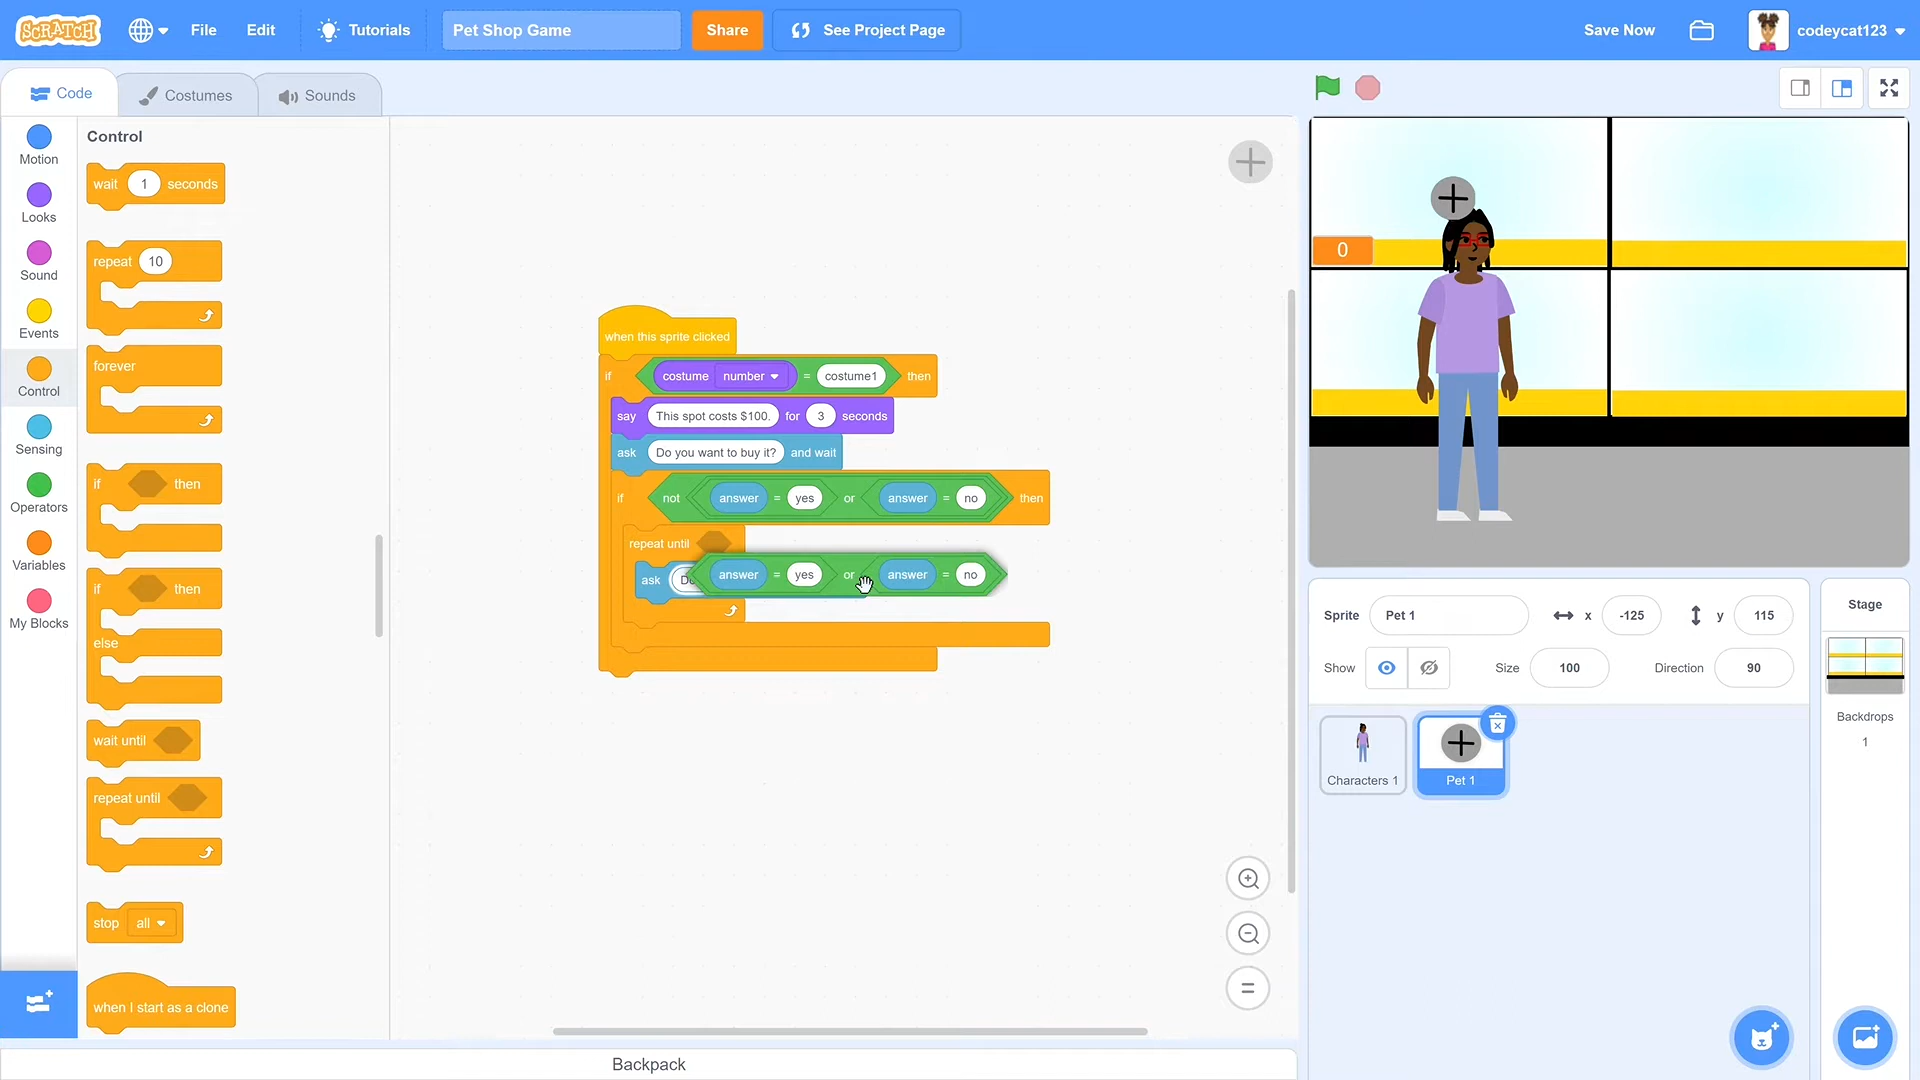 SCRATCH File Edit Tutorials Pet Shop Game Share See Project Page Save Now codeycat123
Code Costumes Sounds
Motion
Looks
Sound
Events
Control
Sensing
Operators
Variables
My Blocks
Control
wait 1 seconds
repeat 10
forever
if then
if then
else
wait until
repeat until
stop all
when I start as a clone
when this sprite clicked
if costume number = costume1 then
say This spot costs $100. for 3 seconds
ask Do you want to buy it? and wait
if not answer = yes or answer = no then
repeat until
ask Do
answer = yes or answer = no
Backpack
0
Sprite Pet 1 x -125 y 115
Show Size 100 Direction 90
Characters 1
Pet 1
Stage
Backdrops
1